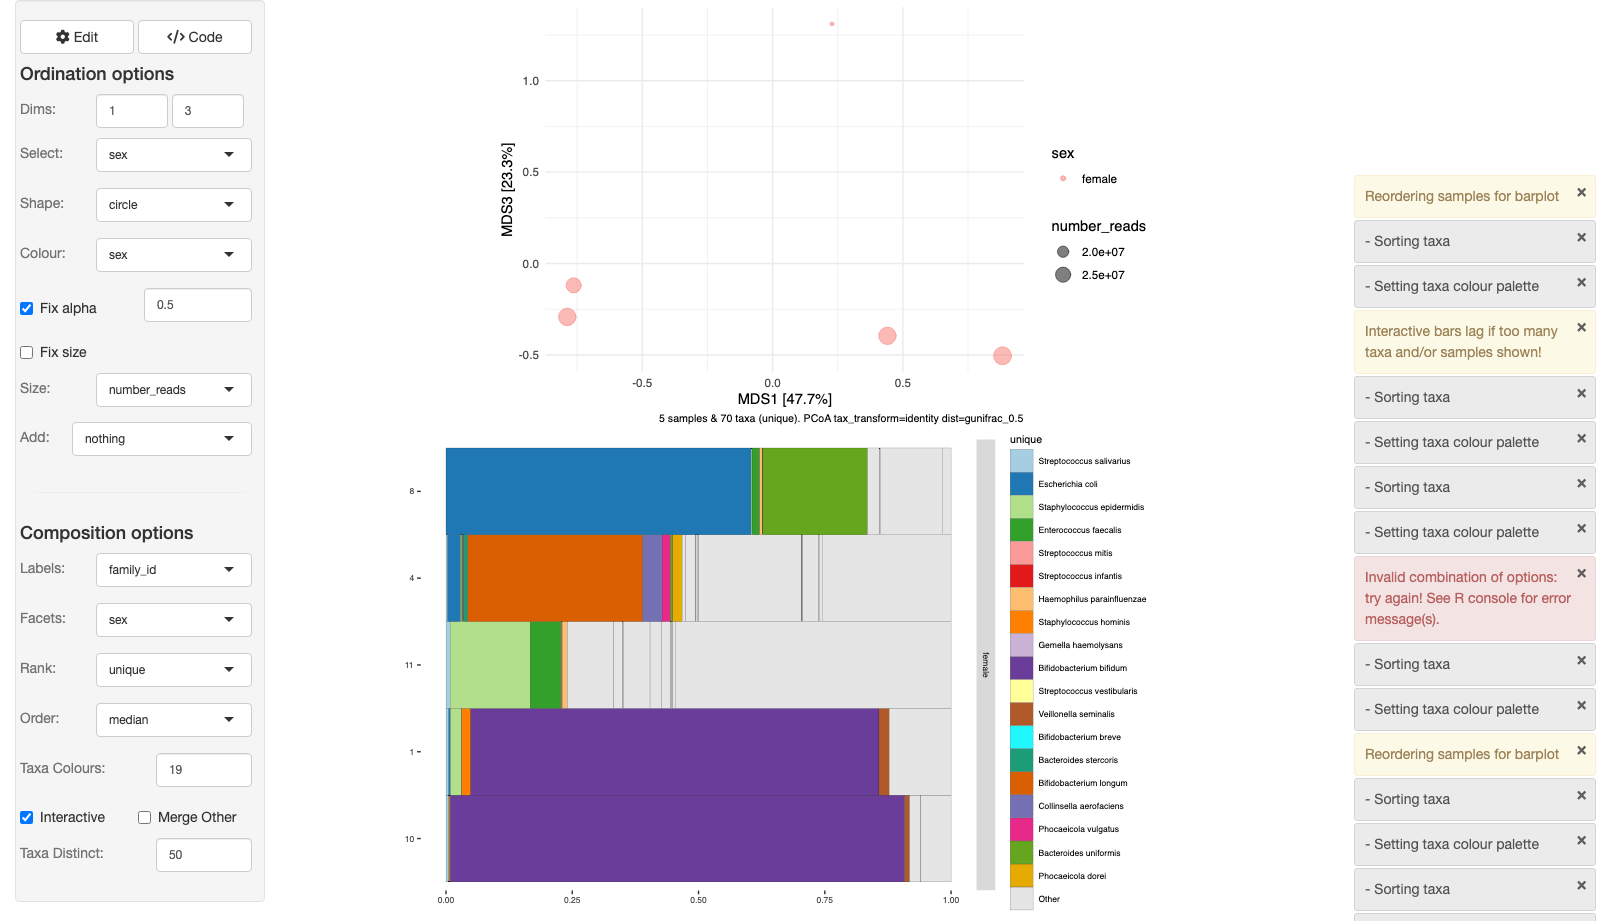 Edit
</> Code
Ordination options
Dims: 1 3
Select: sex
Shape: circle
Colour: sex
Fix alpha 0.5
Fix size
Size: number_reads
Add: nothing
Composition options
Labels: family_id
Facets: sex
Rank: unique
Order: median
Taxa Colours: 19
Interactive Merge Other
Taxa Distinct: 50
MDS3 [23.3%]
1.0
0.5
0.0
-0.5
-0.5 0.0 0.5
MDS1 [47.7%]
5 samples & 70 taxa (unique). PCoA tax_transform=identity dist=gunifrac_0.5
sex
female
number_reads
2.0e+07
2.5e+07
8
4
11
1
10
0.00 0.25 0.50 0.75 1.00
female
unique
Streptococcus salivarius
Escherichia coli
Staphylococcus epidermidis
Enterococcus faecalis
Streptococcus mitis
Streptococcus infantis
Haemophilus parainfluenzae
Staphylococcus hominis
Gemella haemolysans
Bifidobacterium bifidum
Streptococcus vestibularis
Veillonella seminalis
Bifidobacterium breve
Bacteroides stercoris
Bifidobacterium longum
Collinsella aerofaciens
Phocaeicola vulgatus
Bacteroides uniformis
Phocaeicola dorei
Other
Reordering samples for barplot ×
- Sorting taxa ×
- Setting taxa colour palette ×
Interactive bars lag if too many ×
taxa and/or samples shown!
- Sorting taxa ×
- Setting taxa colour palette ×
- Sorting taxa ×
- Setting taxa colour palette ×
Invalid combination of options: ×
try again! See R console for error
message(s).
- Sorting taxa ×
- Setting taxa colour palette ×
Reordering samples for barplot ×
- Sorting taxa ×
- Setting taxa colour palette ×
- Sorting taxa ×